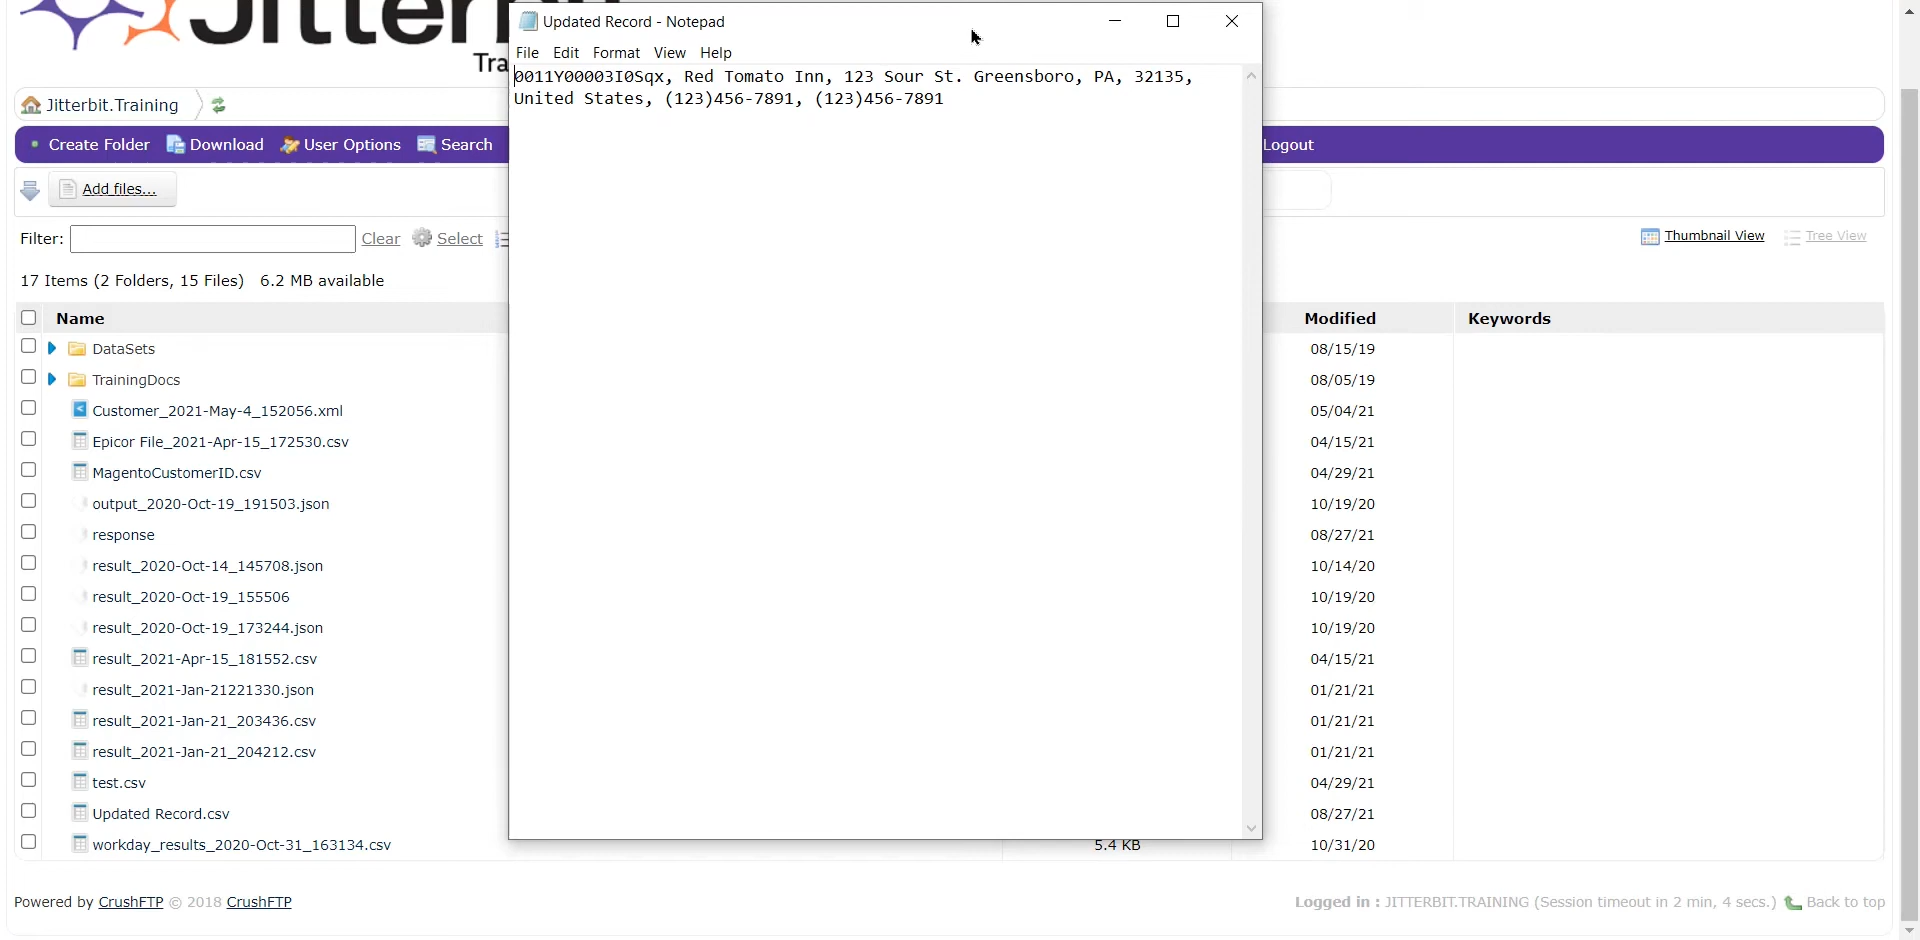 Jitterb
Tra
Updated Record - Notepad
File Edit Format View Help
0011Y00003I0Sqx, Red Tomato Inn, 123 Sour St. Greensboro, PA, 32135,
United States, (123)456-7891, (123)456-7891
Jitterbit.Training
Create Folder Download User Options Search Logout
Add files...
Filter: Clear Select
Thumbnail View Tree View
17 Items (2 Folders, 15 Files) 6.2 MB available
Name Modified Keywords
DataSets 08/15/19
TrainingDocs 08/05/19
Customer_2021-May-4_152056.xml 05/04/21
Epicor File_2021-Apr-15_172530.csv 04/15/21
MagentoCustomerID.csv 04/29/21
output_2020-Oct-19_191503.json 10/19/20
response 08/27/21
result_2020-Oct-14_145708.json 10/14/20
result_2020-Oct-19_155506 10/19/20
result_2020-Oct-19_173244.json 10/19/20
result_2021-Apr-15_181552.csv 04/15/21
result_2021-Jan-21221330.json 01/21/21
result_2021-Jan-21_203436.csv 01/21/21
result_2021-Jan-21_204212.csv 01/21/21
test.csv 04/29/21
Updated Record.csv 08/27/21
workday_results_2020-Oct-31_163134.csv 5.4 KB 10/31/20
Powered by CrushFTP © 2018 CrushFTP
Logged in : JITTERBIT.TRAINING (Session timeout in 2 min, 4 secs.) Back to top